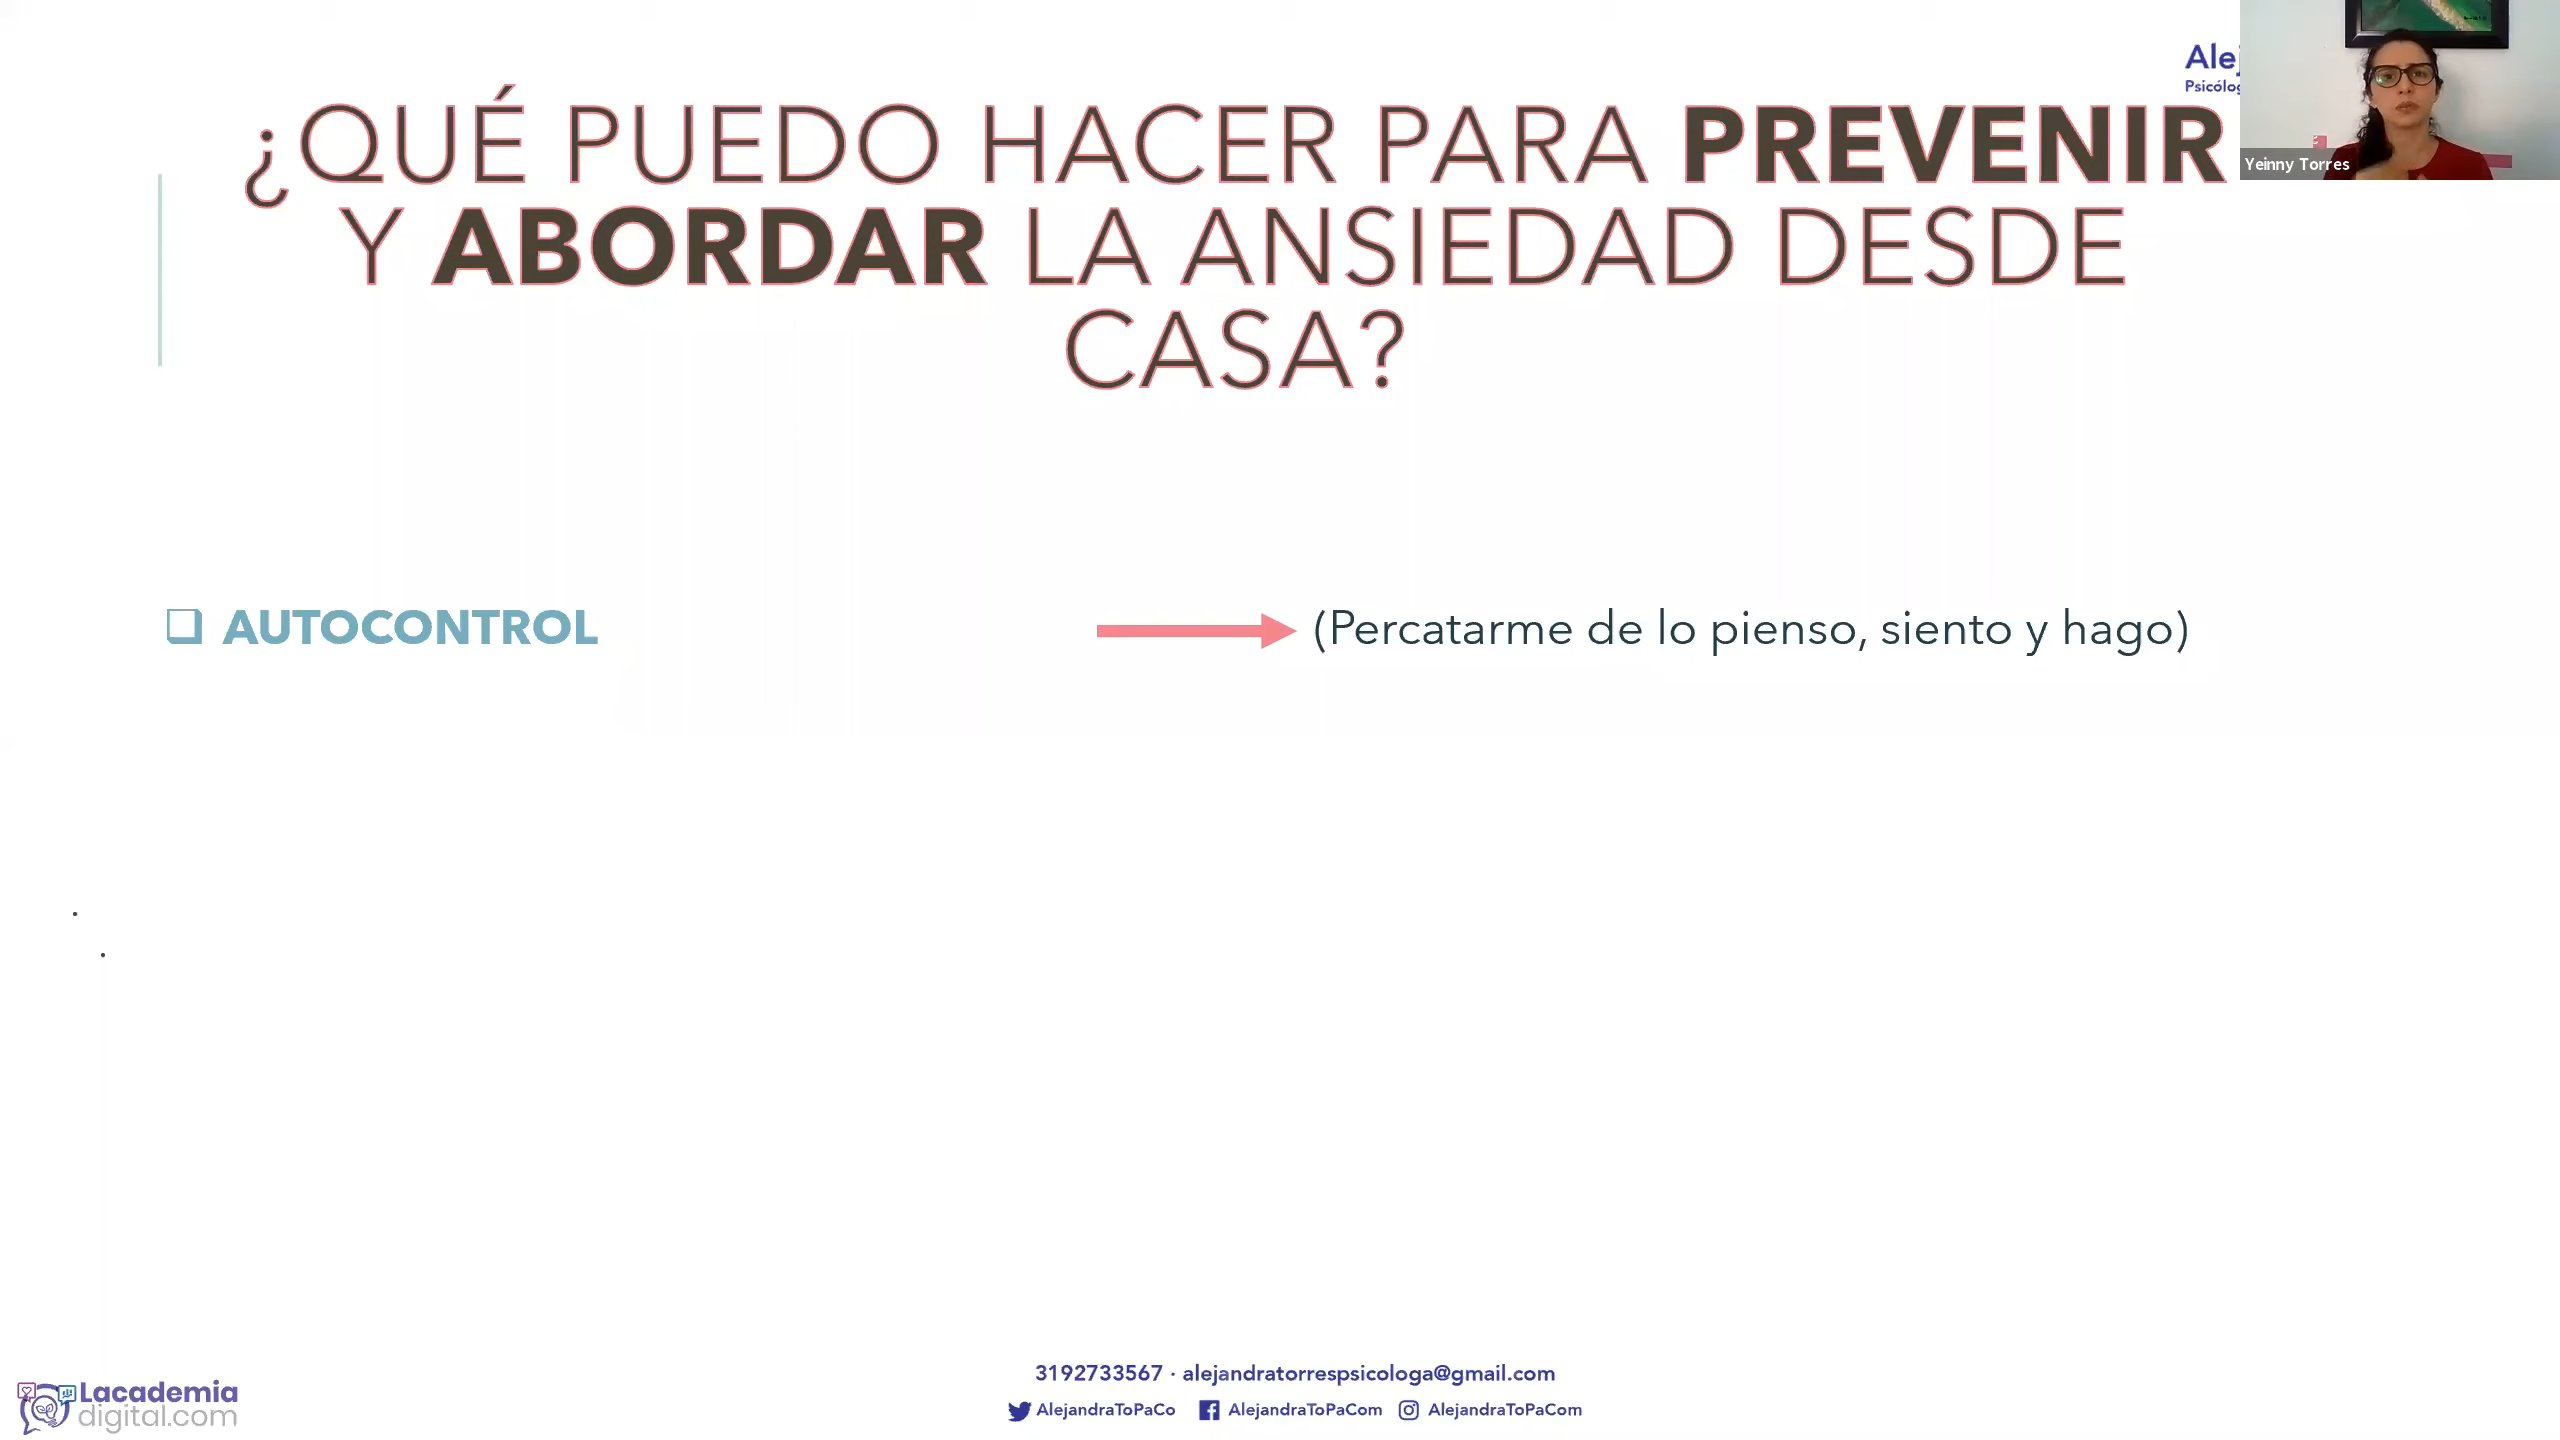 Ale
Psicólog
¿QUÉ PUEDO HACER PARA PREVENIR
Y ABORDAR LA ANSIEDAD DESDE
CASA?
Yeinny Torres
AUTOCONTROL
(Percatarme de lo pienso, siento y hago)
3192733567 · alejandratorrespsicologa@gmail.com
AlejandraToPaCo AlejandraToPaCom AlejandraToPaCom
Lacademia
digital.com